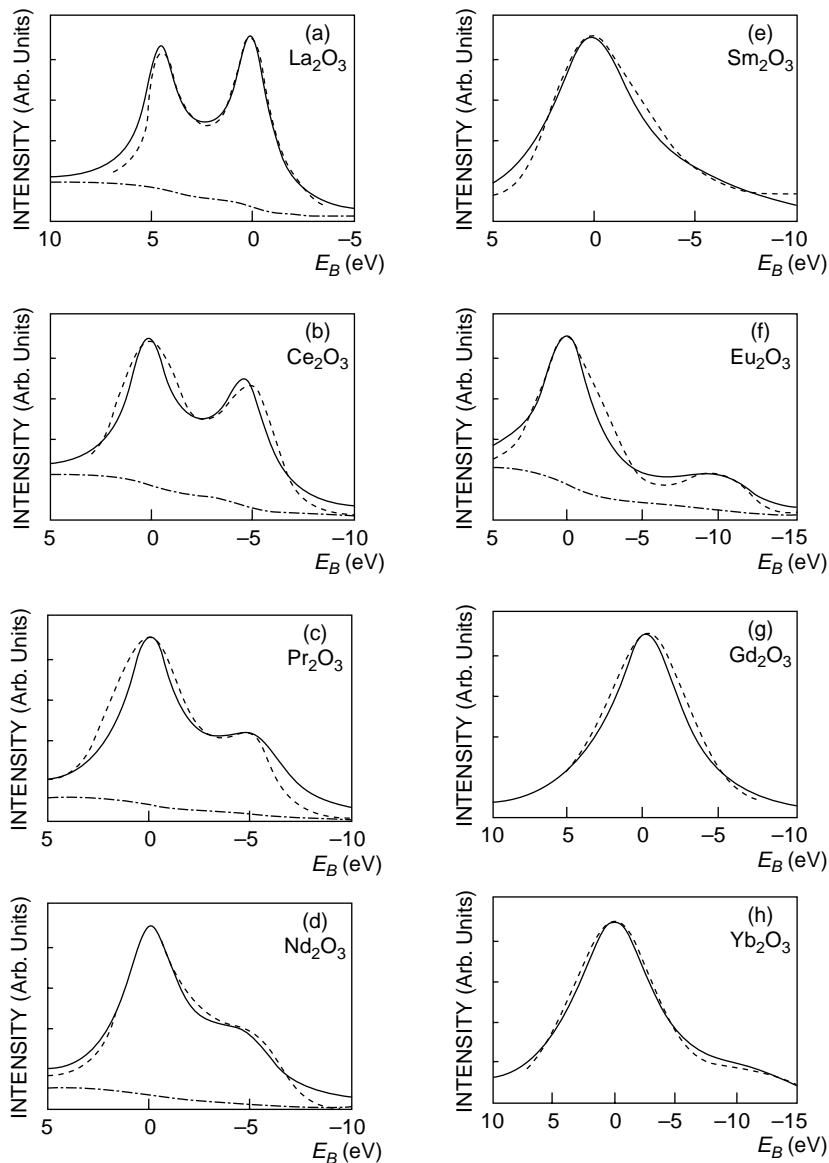 INTENSITY (Arb. Units)
(a)
La2O3
10 5 0 –5
EB (eV)
INTENSITY (Arb. Units)
(b)
Ce2O3
5 0 –5 –10
EB (eV)
INTENSITY (Arb. Units)
(c)
Pr2O3
5 0 –5 –10
EB (eV)
INTENSITY (Arb. Units)
(d)
Nd2O3
5 0 –5 –10
EB (eV)
INTENSITY (Arb. Units)
(e)
Sm2O3
5 0 –5 –10
EB (eV)
INTENSITY (Arb. Units)
(f)
Eu2O3
5 0 –5 –10 –15
EB (eV)
INTENSITY (Arb. Units)
(g)
Gd2O3
10 5 0 –5 –10
EB (eV)
INTENSITY (Arb. Units)
(h)
Yb2O3
10 5 0 –5 –10 –15
EB (eV)